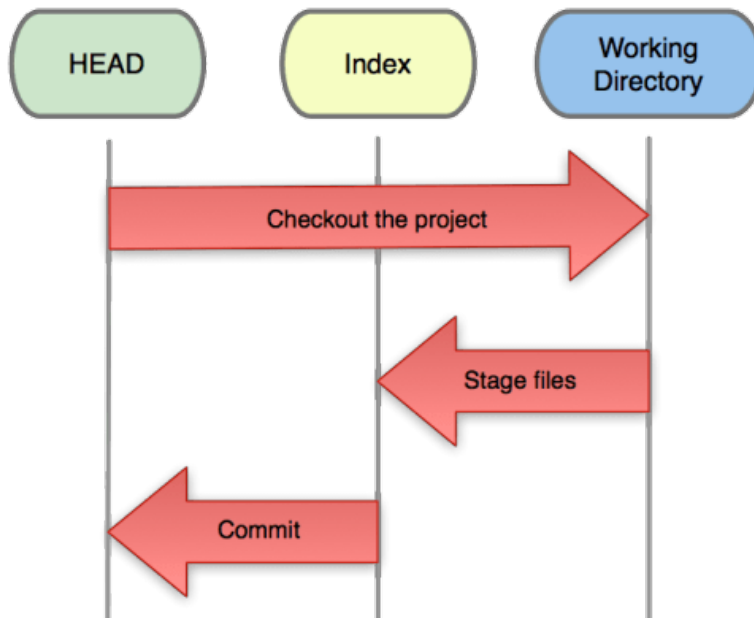 HEAD
Index
Working
Directory
Checkout the project
Stage files
Commit